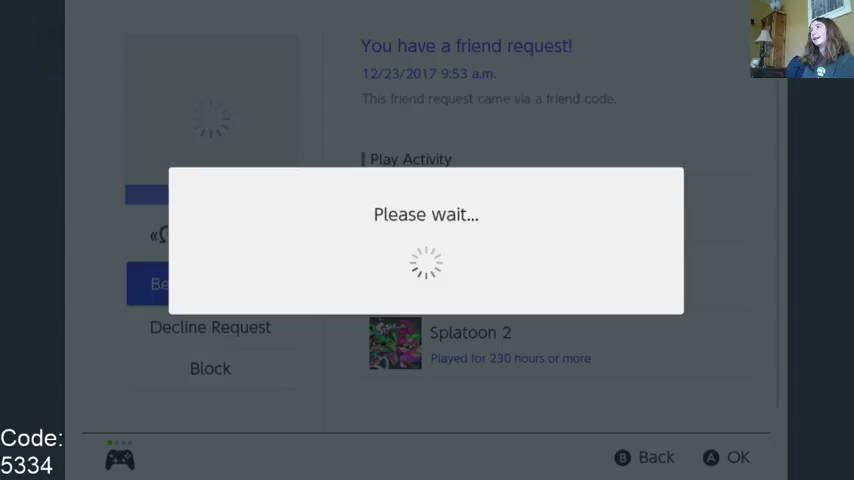 You have a friend request!
12/23/2017 9:53 a.m.
This friend request came via a friend code.
Play Activity
Please wait...
«Ω
Be
Decline Request
Block
Splatoon 2
Played for 230 hours or more
Code:
5334
B Back
A OK